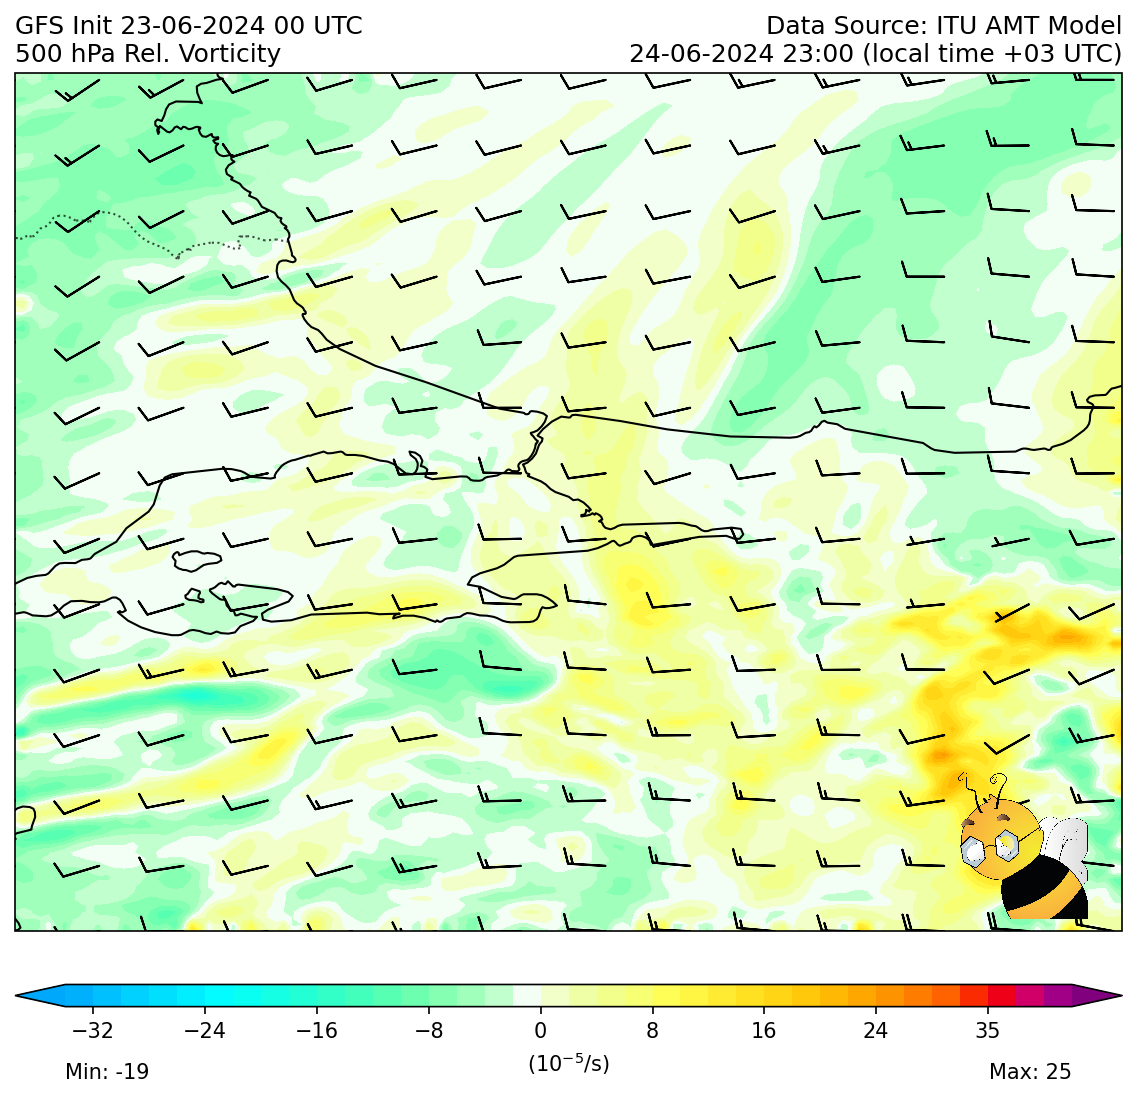 GFS Init 23-06-2024 00 UTC
500 hPa Rel. Vorticity
Data Source: ITU AMT Model
24-06-2024 23:00 (local time +03 UTC)
−32 −24 −16 −8 0 8 16 24 35
(10⁻⁵/s)
Min: -19
Max: 25